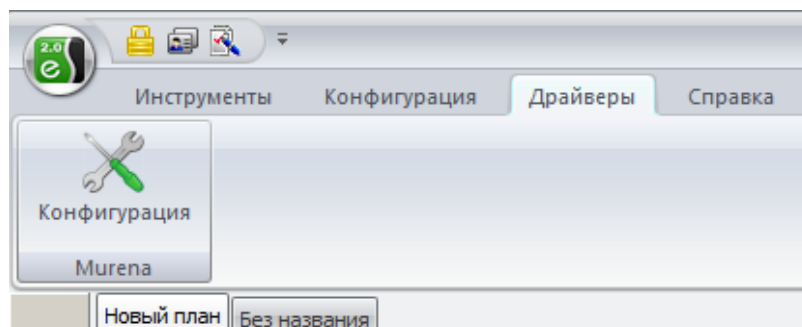 2.0
e
Инструменты Конфигурация Драйверы Справка
Конфигурация
Murena
Новый план Без названия